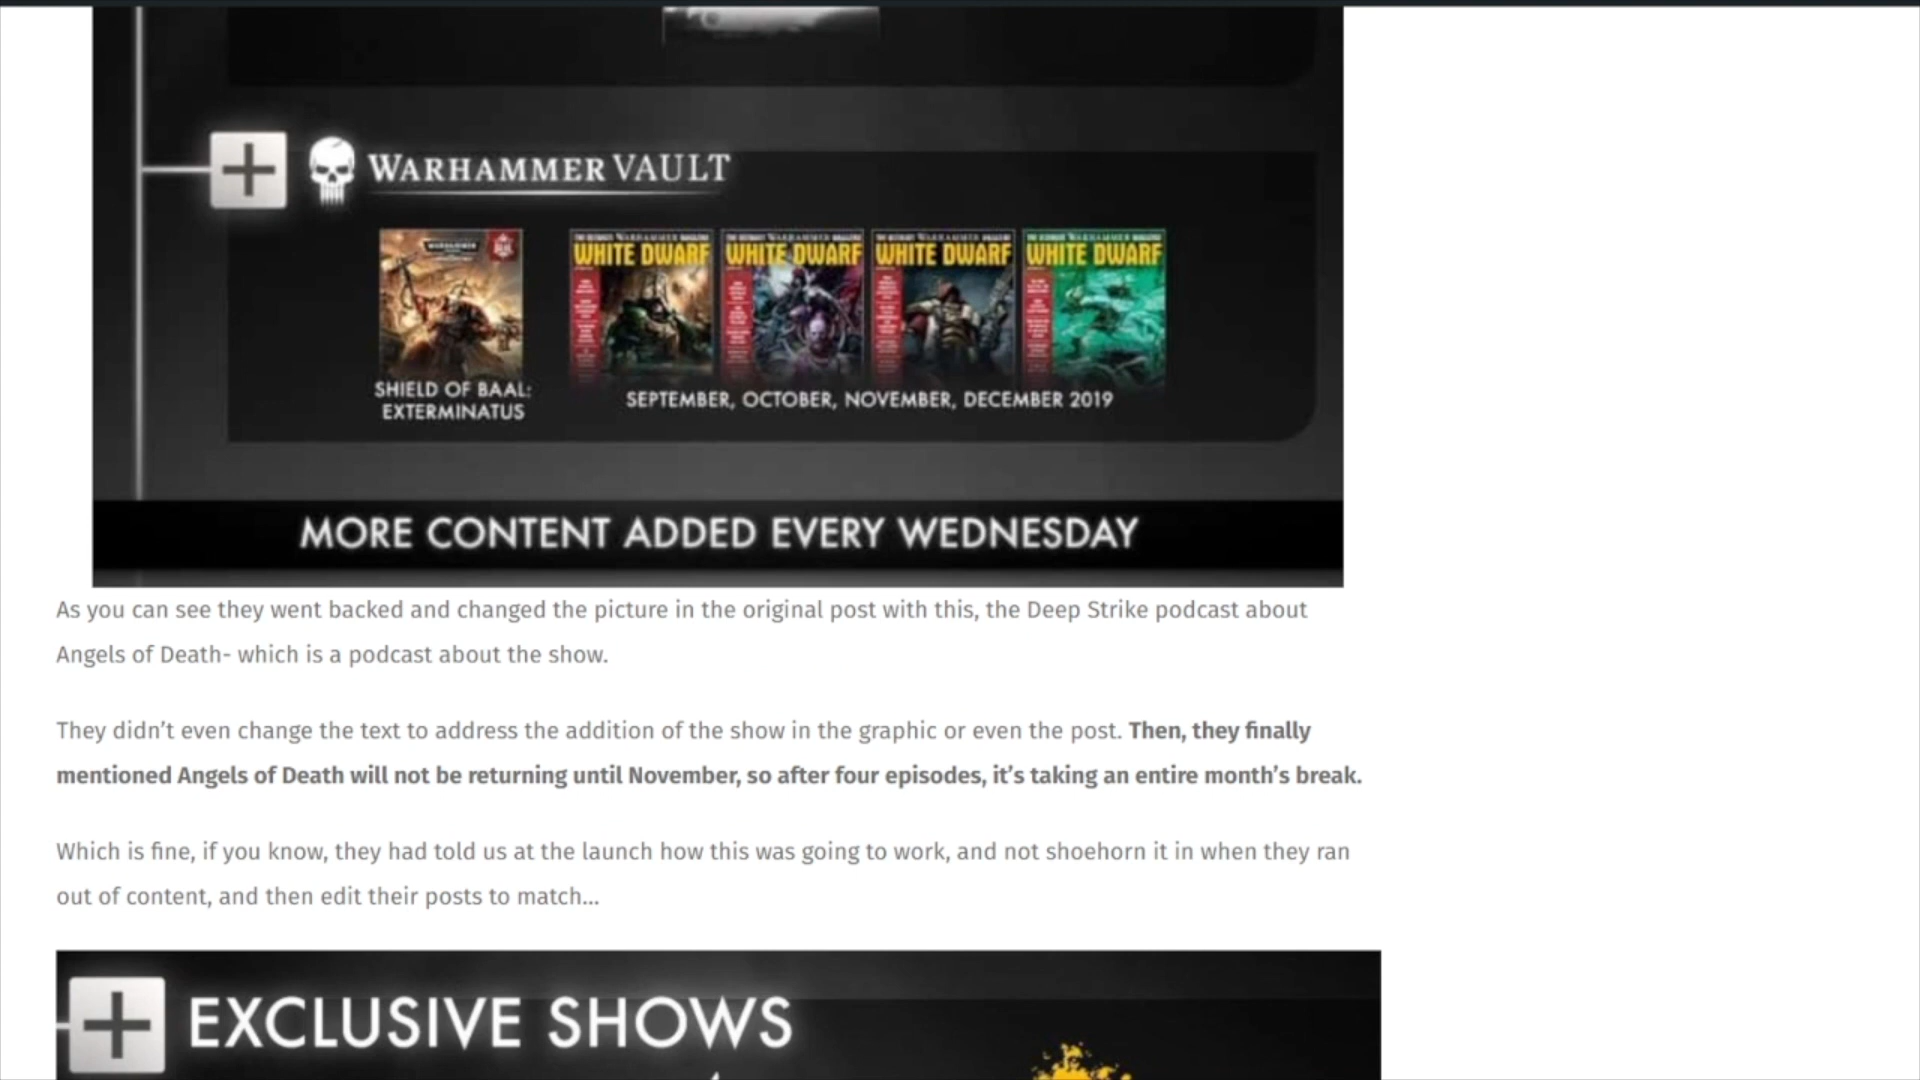 WARHAMMER VAULT
WHITE DWARF WHITE DWARF WHITE DWARF WHITE DWARF
SHIELD OF BAAL:
EXTERMINATUS
SEPTEMBER, OCTOBER, NOVEMBER, DECEMBER 2019
MORE CONTENT ADDED EVERY WEDNESDAY
As you can see they went backed and changed the picture in the original post with this, the Deep Strike podcast about
Angels of Death- which is a podcast about the show.
They didn’t even change the text to address the addition of the show in the graphic or even the post. Then, they finally
mentioned Angels of Death will not be returning until November, so after four episodes, it’s taking an entire month’s break.
Which is fine, if you know, they had told us at the launch how this was going to work, and not shoehorn it in when they ran
out of content, and then edit their posts to match...
EXCLUSIVE SHOWS